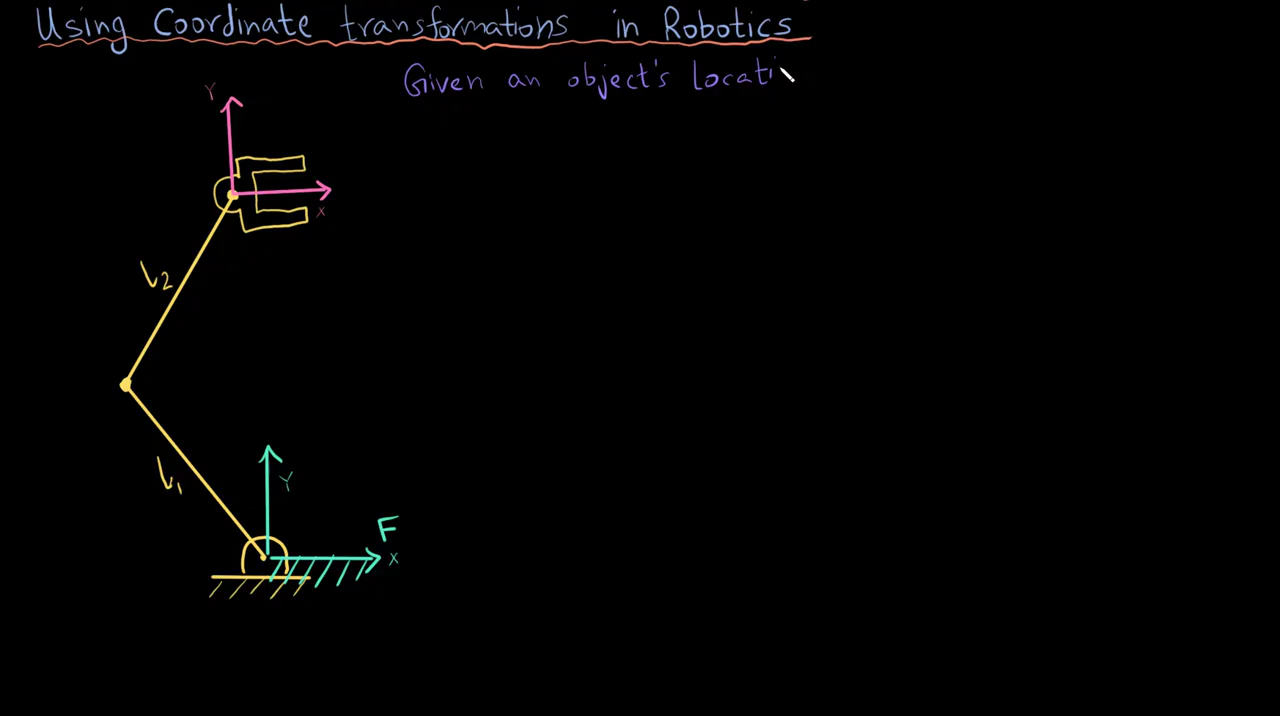 Using Coordinate transformations in Robotics
Given an object's locati
Y
X
L2
L1
Y
F
X